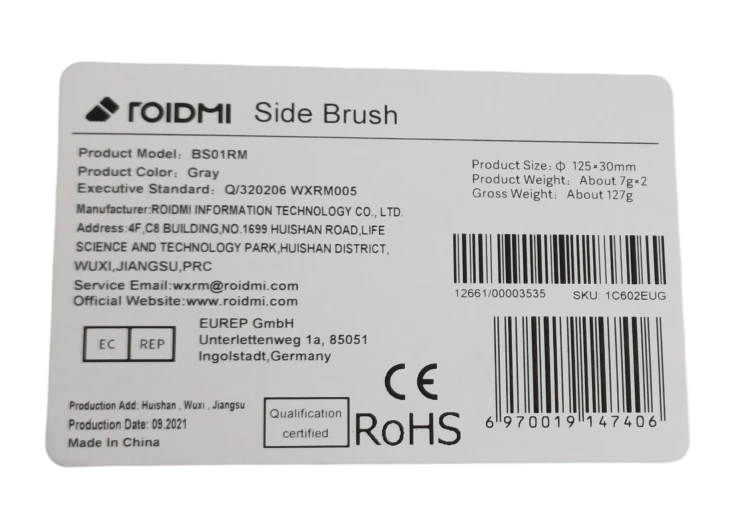 ROIDMI Side Brush
Product Model: BS01RM
Product Color: Gray
Executive Standard: Q/320206 WXRM005
Manufacturer:ROIDMI INFORMATION TECHNOLOGY CO., LTD.
Address:4F,C8 BUILDING,NO.1699 HUISHAN ROAD,LIFE
SCIENCE AND TECHNOLOGY PARK,HUISHAN DISTRICT,
WUXI,JIANGSU,PRC
Service Email:wxrm@roidmi.com
Official Website:www.roidmi.com
Product Size: Φ 125*30mm
Product Weight: About 7g*2
Gross Weight: About 127g
12661/00003535 SKU: 1C602EUG
EC REP
EUREP GmbH
Unterlettenweg 1a, 85051
Ingolstadt,Germany
Production Add: Huishan , Wuxi , Jiangsu
Production Date: 09.2021
Made In China
Qualification
certified
CE
RoHS
6 970019 147406